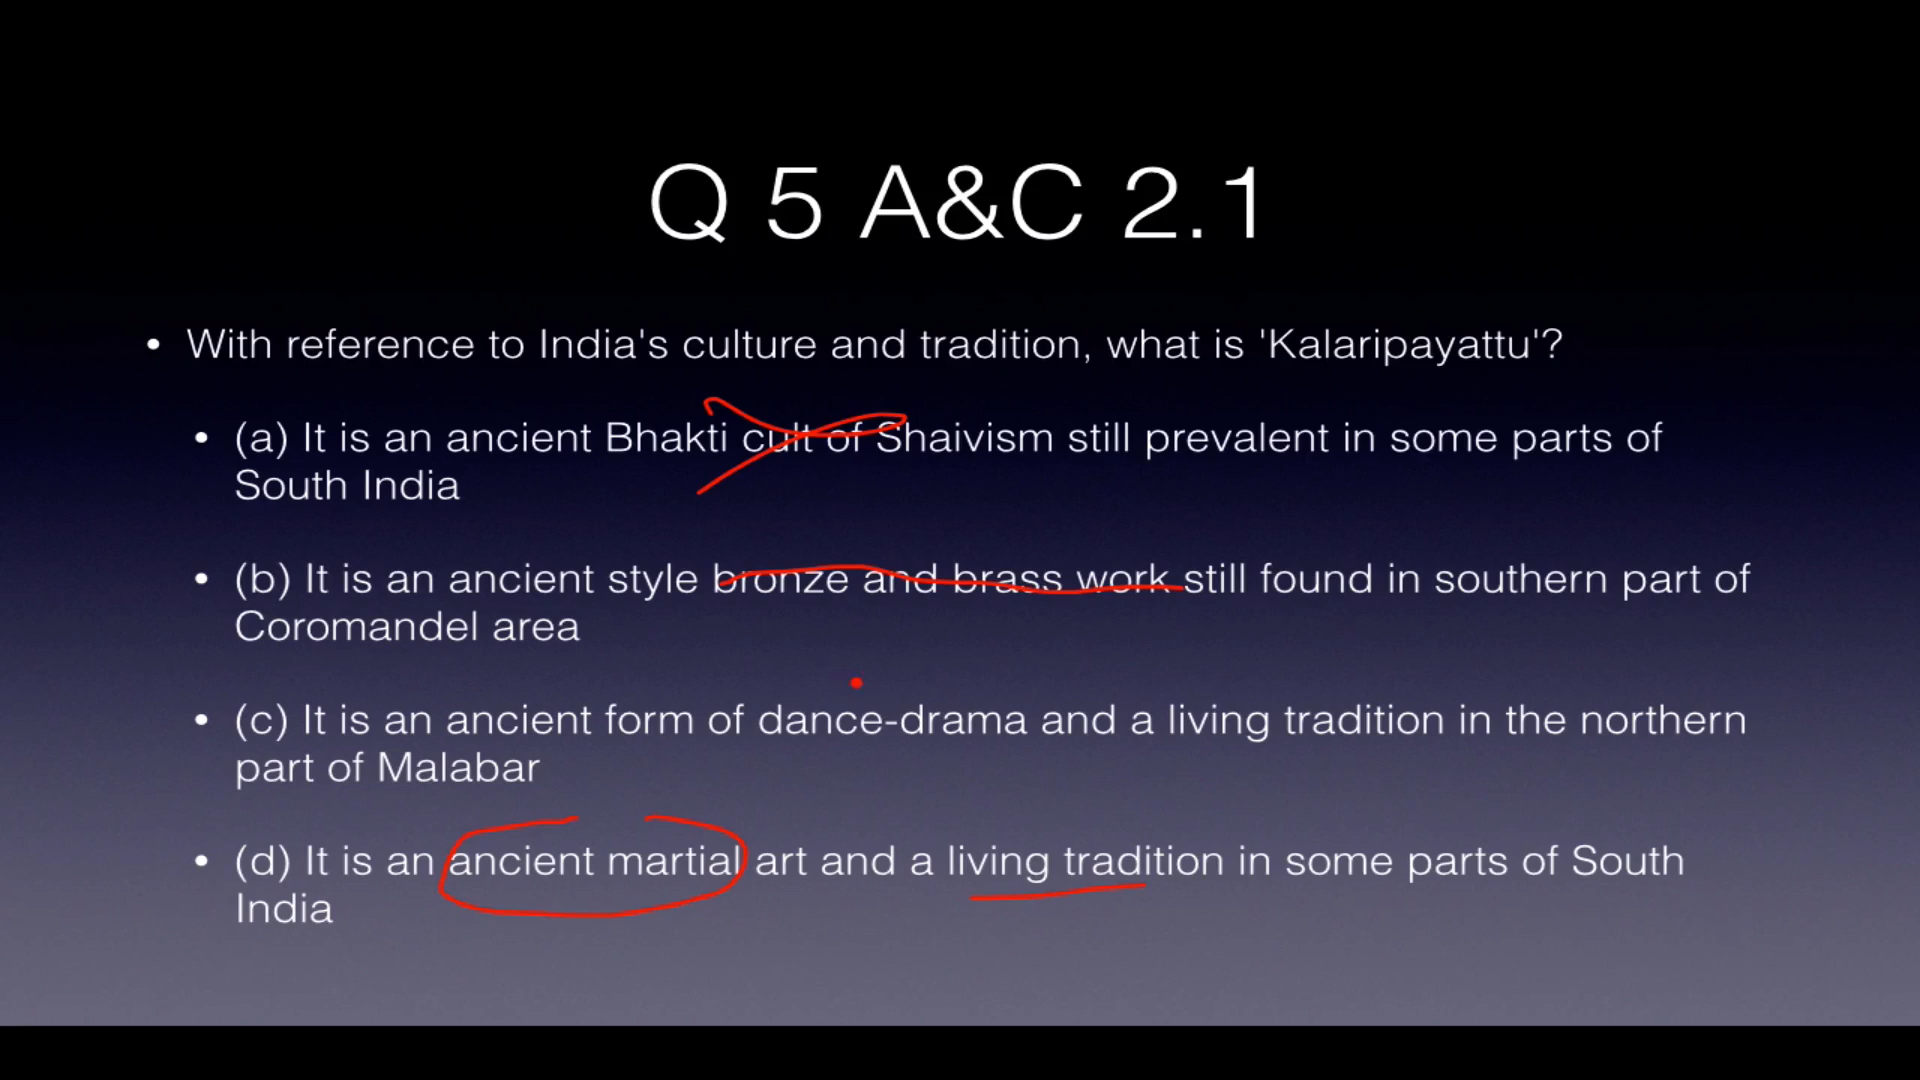 Q 5 A&C 2.1
• With reference to India's culture and tradition, what is 'Kalaripayattu'?
• (a) It is an ancient Bhakti cult of Shaivism still prevalent in some parts of
South India
• (b) It is an ancient style bronze and brass work still found in southern part of
Coromandel area
• (c) It is an ancient form of dance-drama and a living tradition in the northern
part of Malabar
• (d) It is an ancient martial art and a living tradition in some parts of South
India